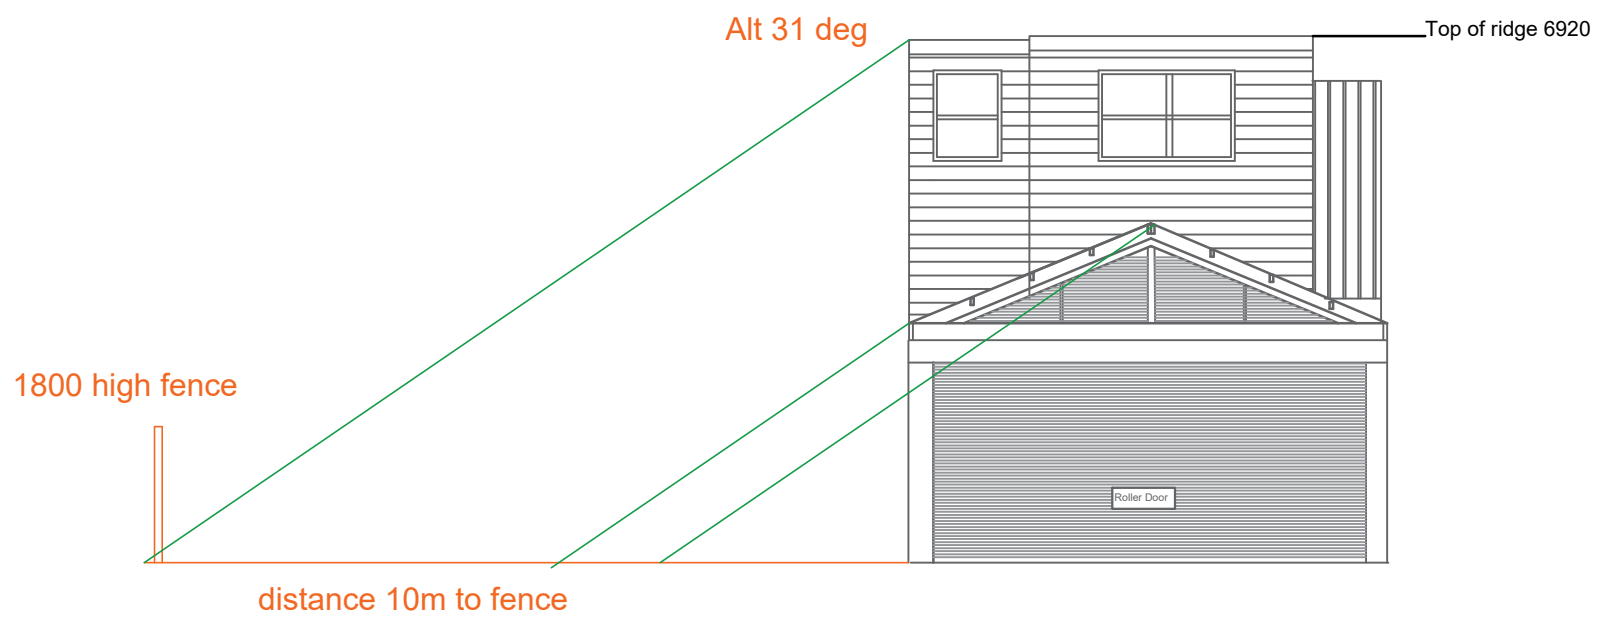 Alt 31 deg
Top of ridge 6920
1800 high fence
Roller Door
distance 10m to fence